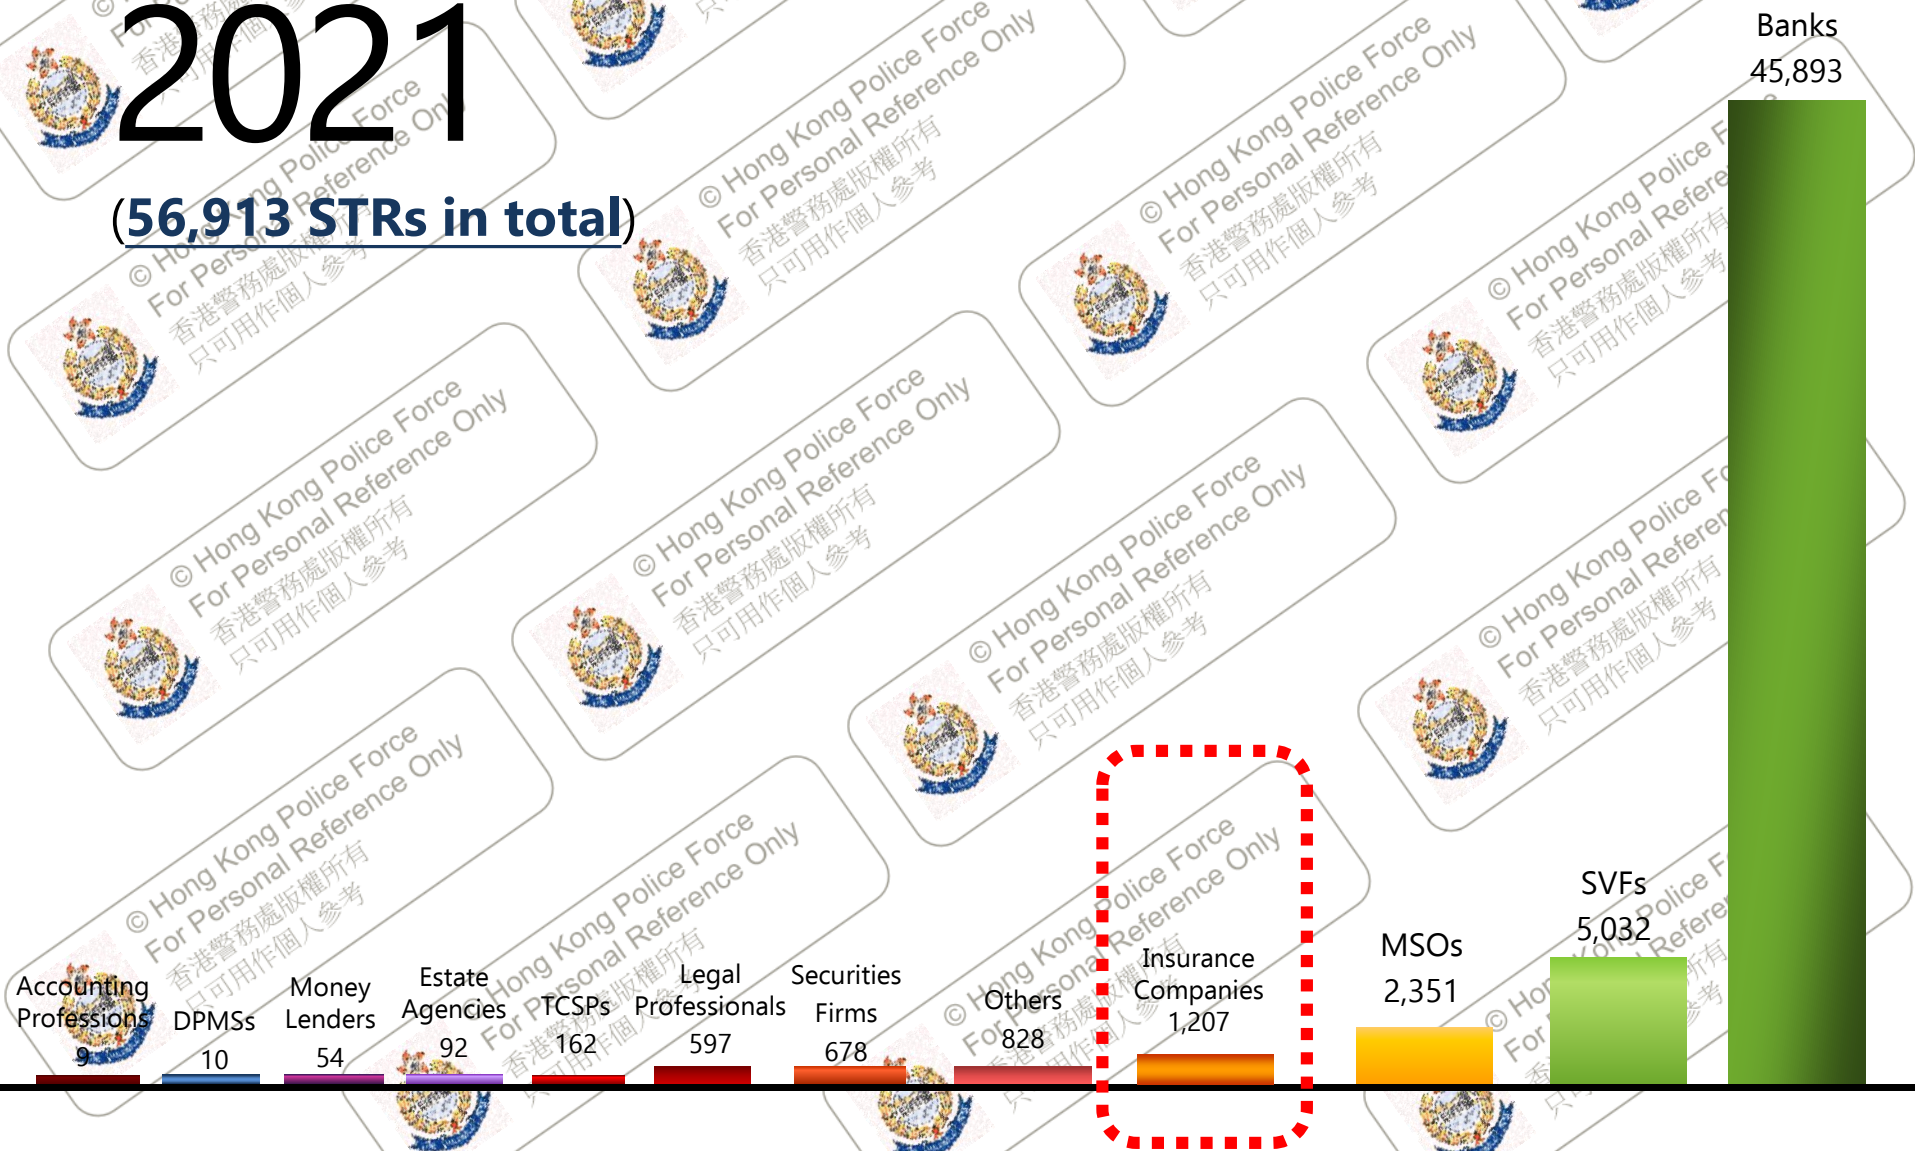 2021
(56,913 STRs in total)
Banks
45,893
SVFs
5,032
MSOs
2,351
Insurance
Companies
1,207
Others
828
Securities
Firms
678
Legal
Professionals
597
TCSPs
162
Estate
Agencies
92
Money
Lenders
54
DPMSs
10
Accounting
Professions
9
© Hong Kong Police Force
For Personal Reference Only
香港警務處版權所有
只可用作個人參考